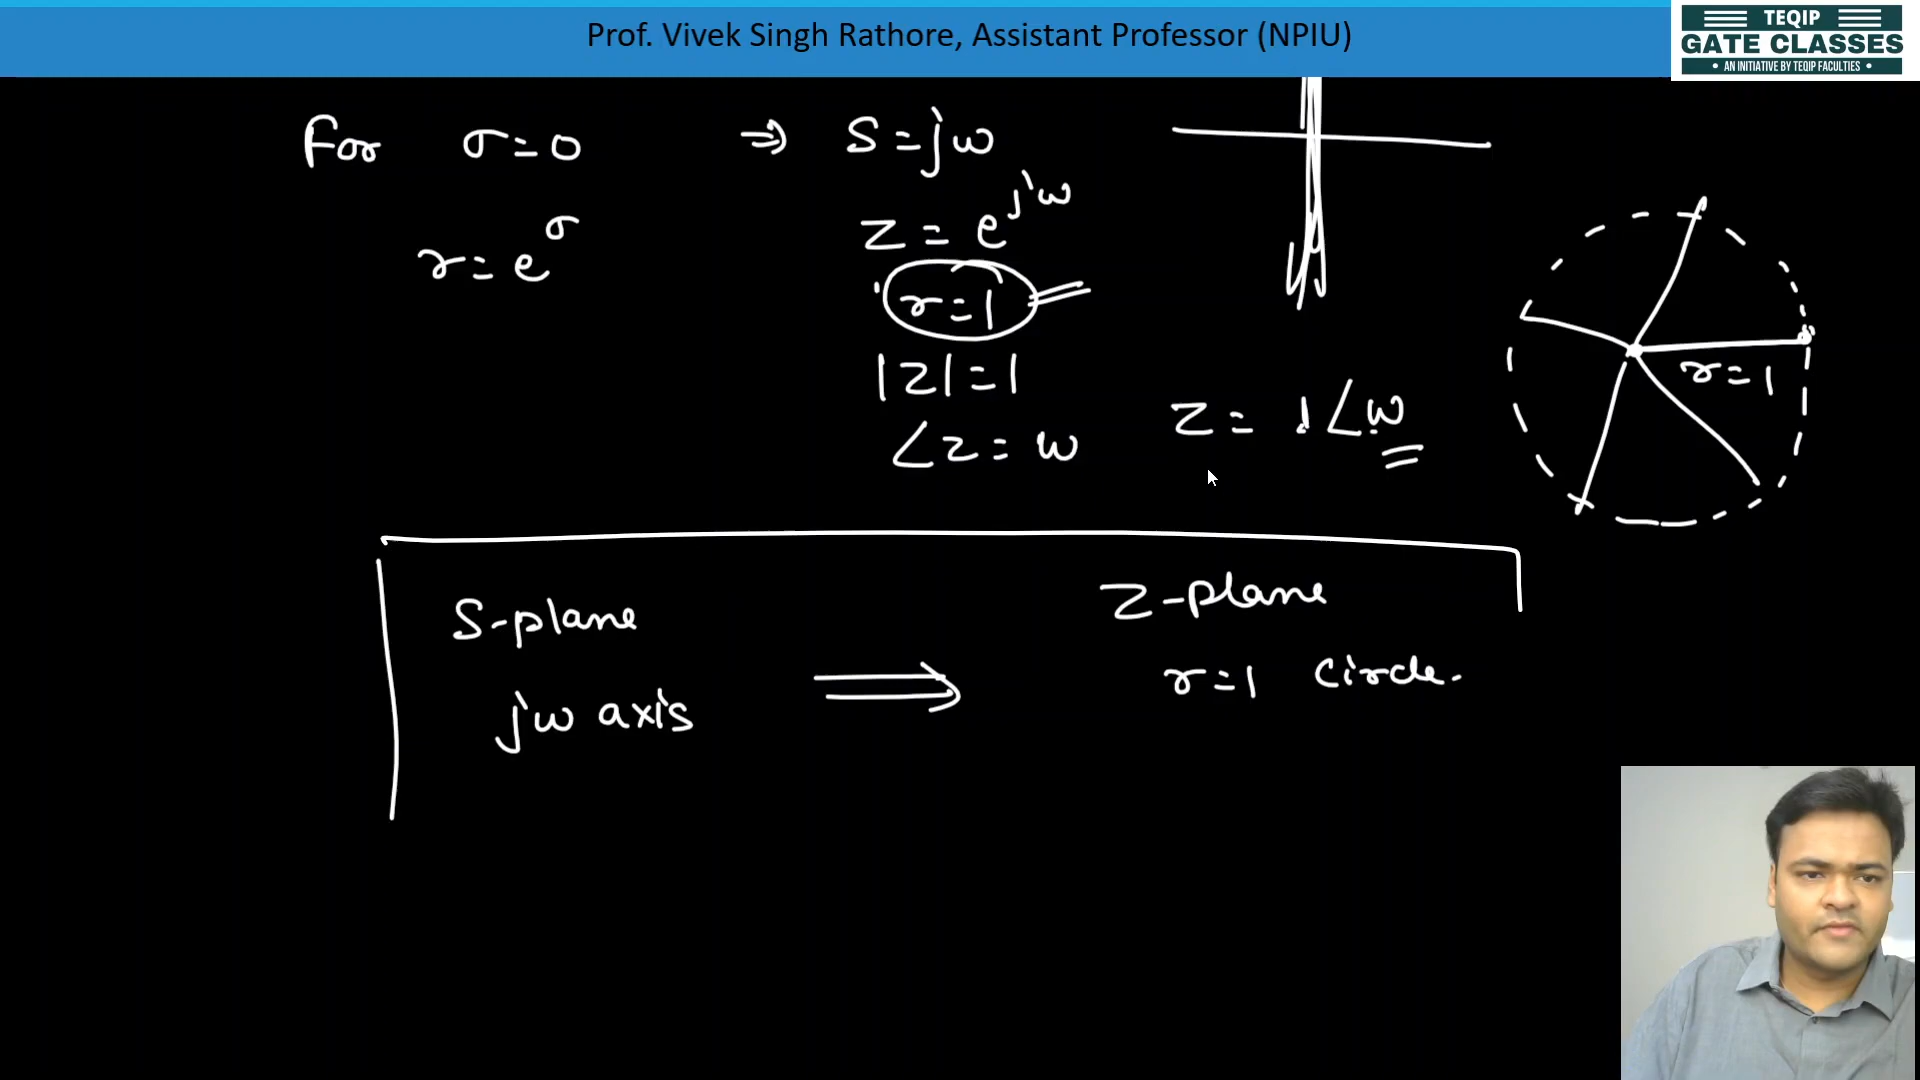 Prof. Vivek Singh Rathore, Assistant Professor (NPIU)
TEQIP
GATE CLASSES
• AN INITIATIVE BY TEQIP FACULTIES •
For σ=0 ⇒ S=jω
r=e^σ
Z=e^jω
r=1
|Z|=1
∠Z=ω
Z=1∠ω
r=1
S-plane
jω axis
⇒
Z-plane
r=1 circle.